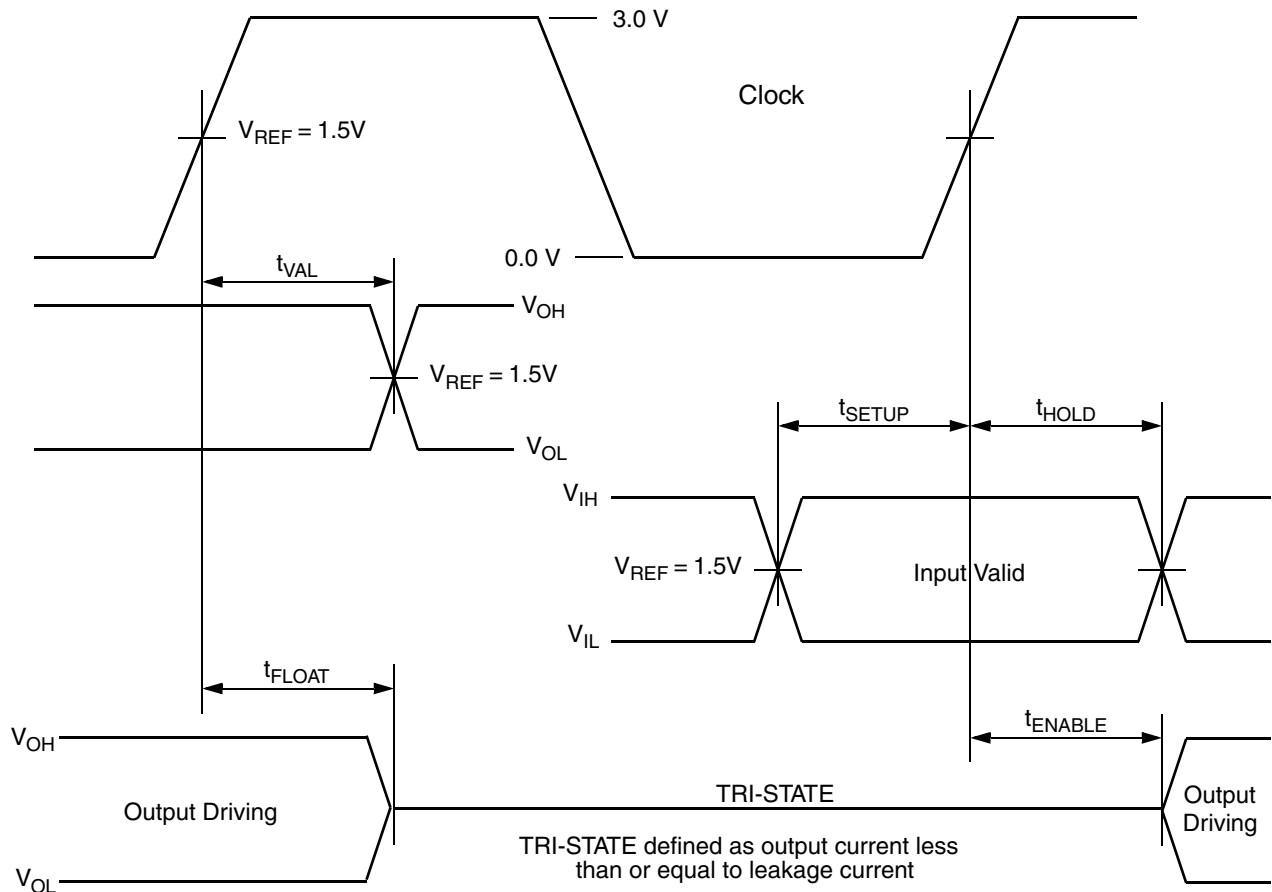 3.0 V
Clock
V_REF = 1.5V
0.0 V
t_VAL
V_OH
V_REF = 1.5V
V_OL
t_SETUP
t_HOLD
V_IH
V_REF = 1.5V
Input Valid
V_IL
t_FLOAT
t_ENABLE
V_OH
Output Driving
V_OL
TRI-STATE
TRI-STATE defined as output current less
than or equal to leakage current
Output
Driving